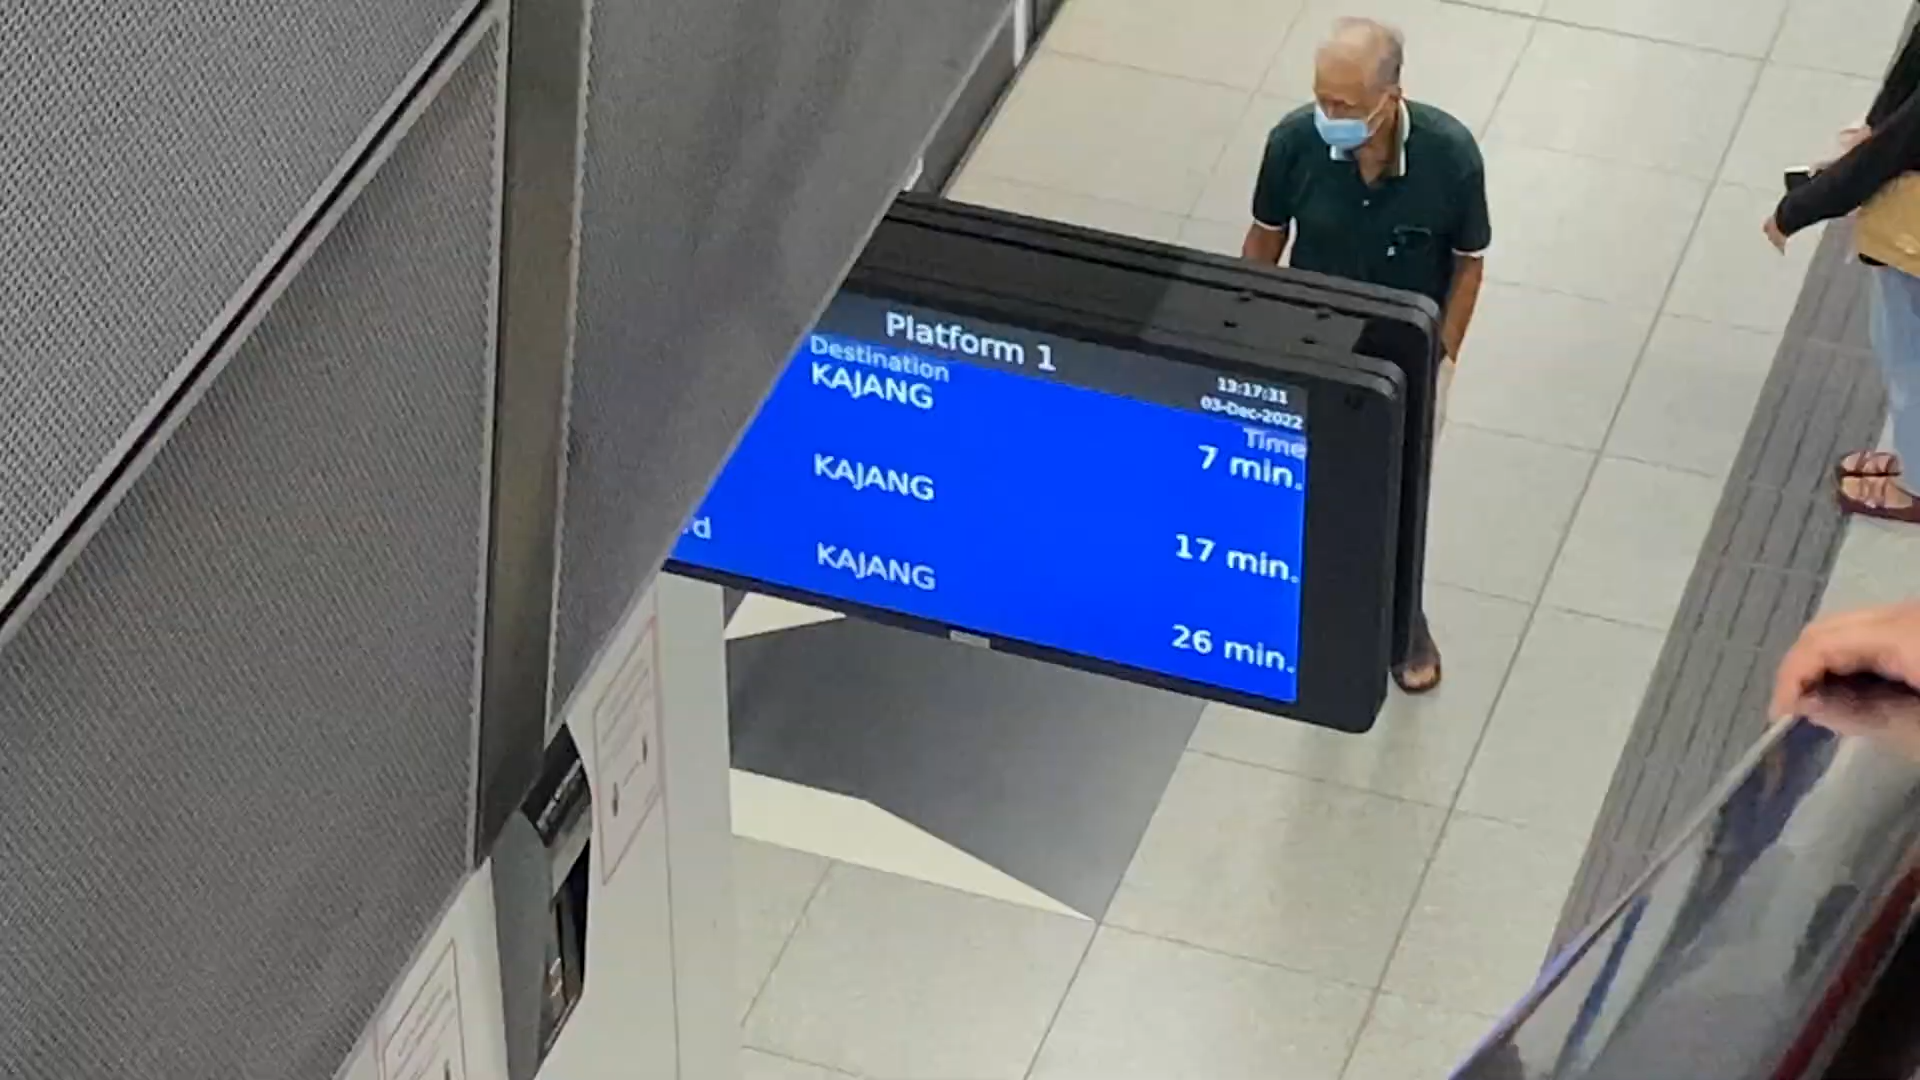 Platform 1
13:17:31
03-Dec-2022
Destination
Time
KAJANG
7 min.
KAJANG
17 min.
rd
KAJANG
26 min.